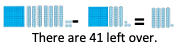 - =
There are 41 left over.